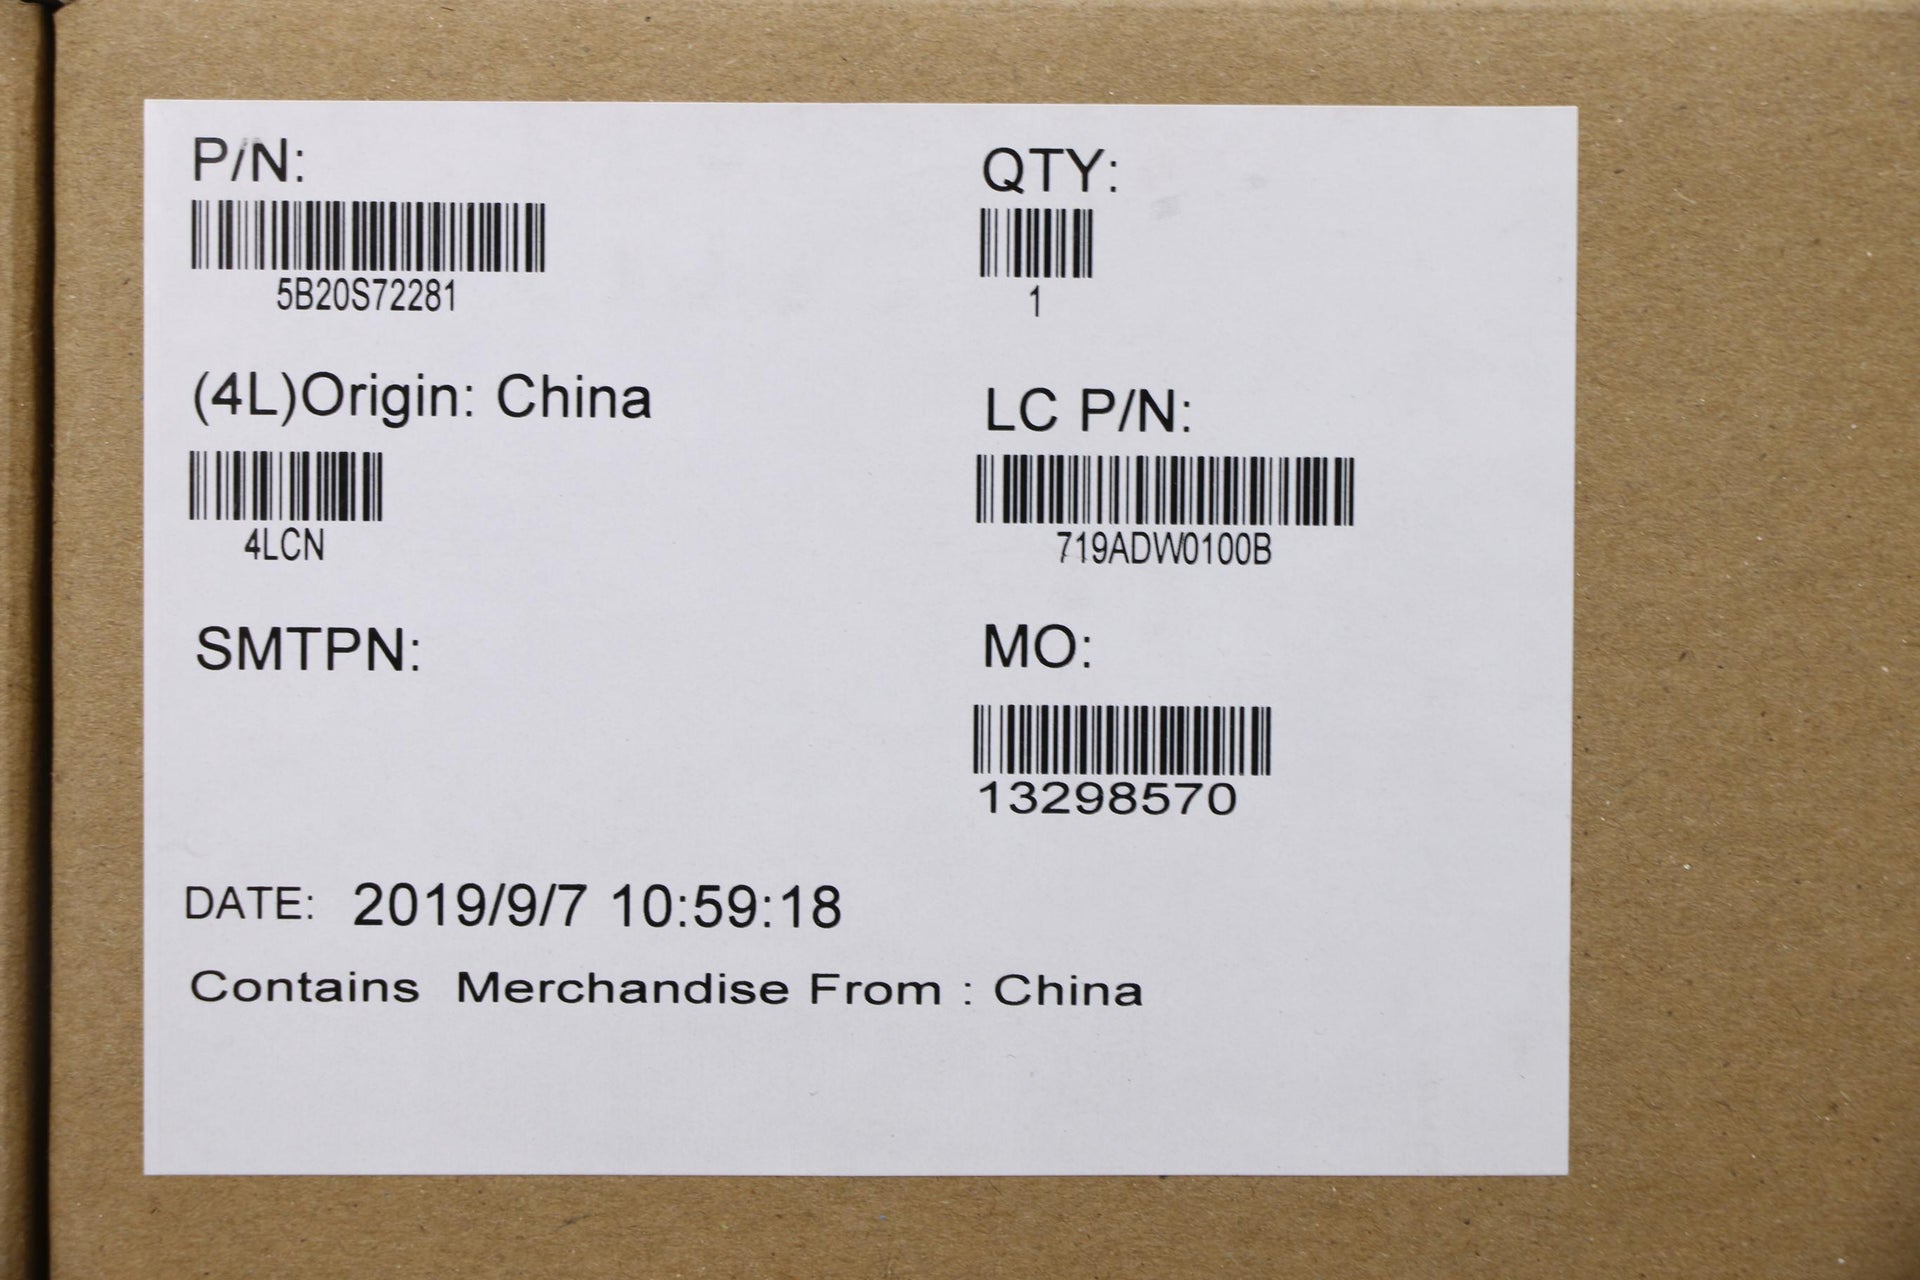 P/N:
5B20S72281
QTY:
1
(4L)Origin: China
4LCN
LC P/N:
719ADW0100B
SMTPN:
MO:
13298570
DATE: 2019/9/7 10:59:18
Contains Merchandise From : China